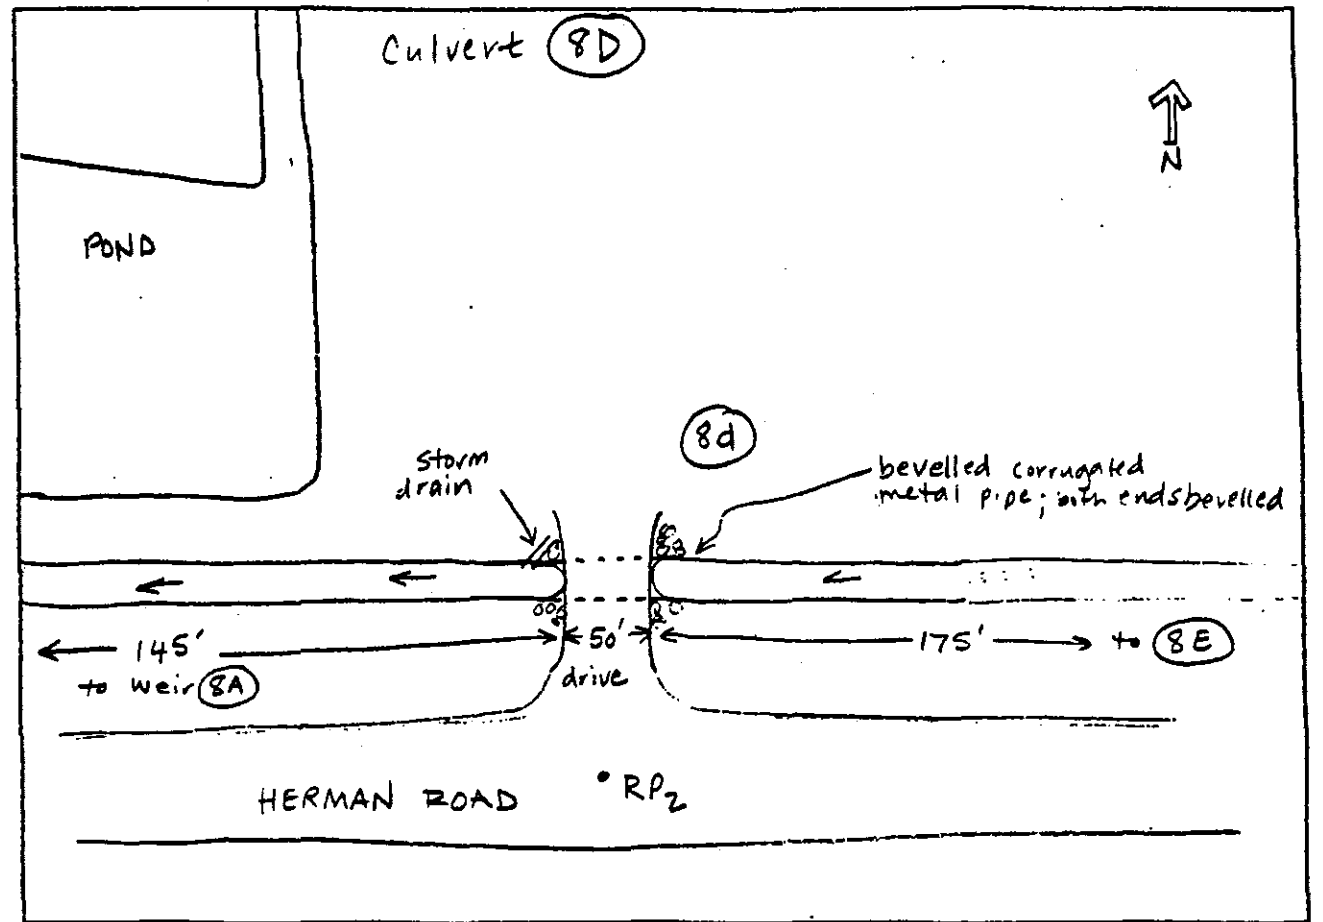 Culvert 8D
N
POND
8d
storm
drain
bevelled corrugated
metal pipe; both ends bevelled
145'
50'
175' to 8E
to weir 8A
drive
HERMAN ROAD
RP2